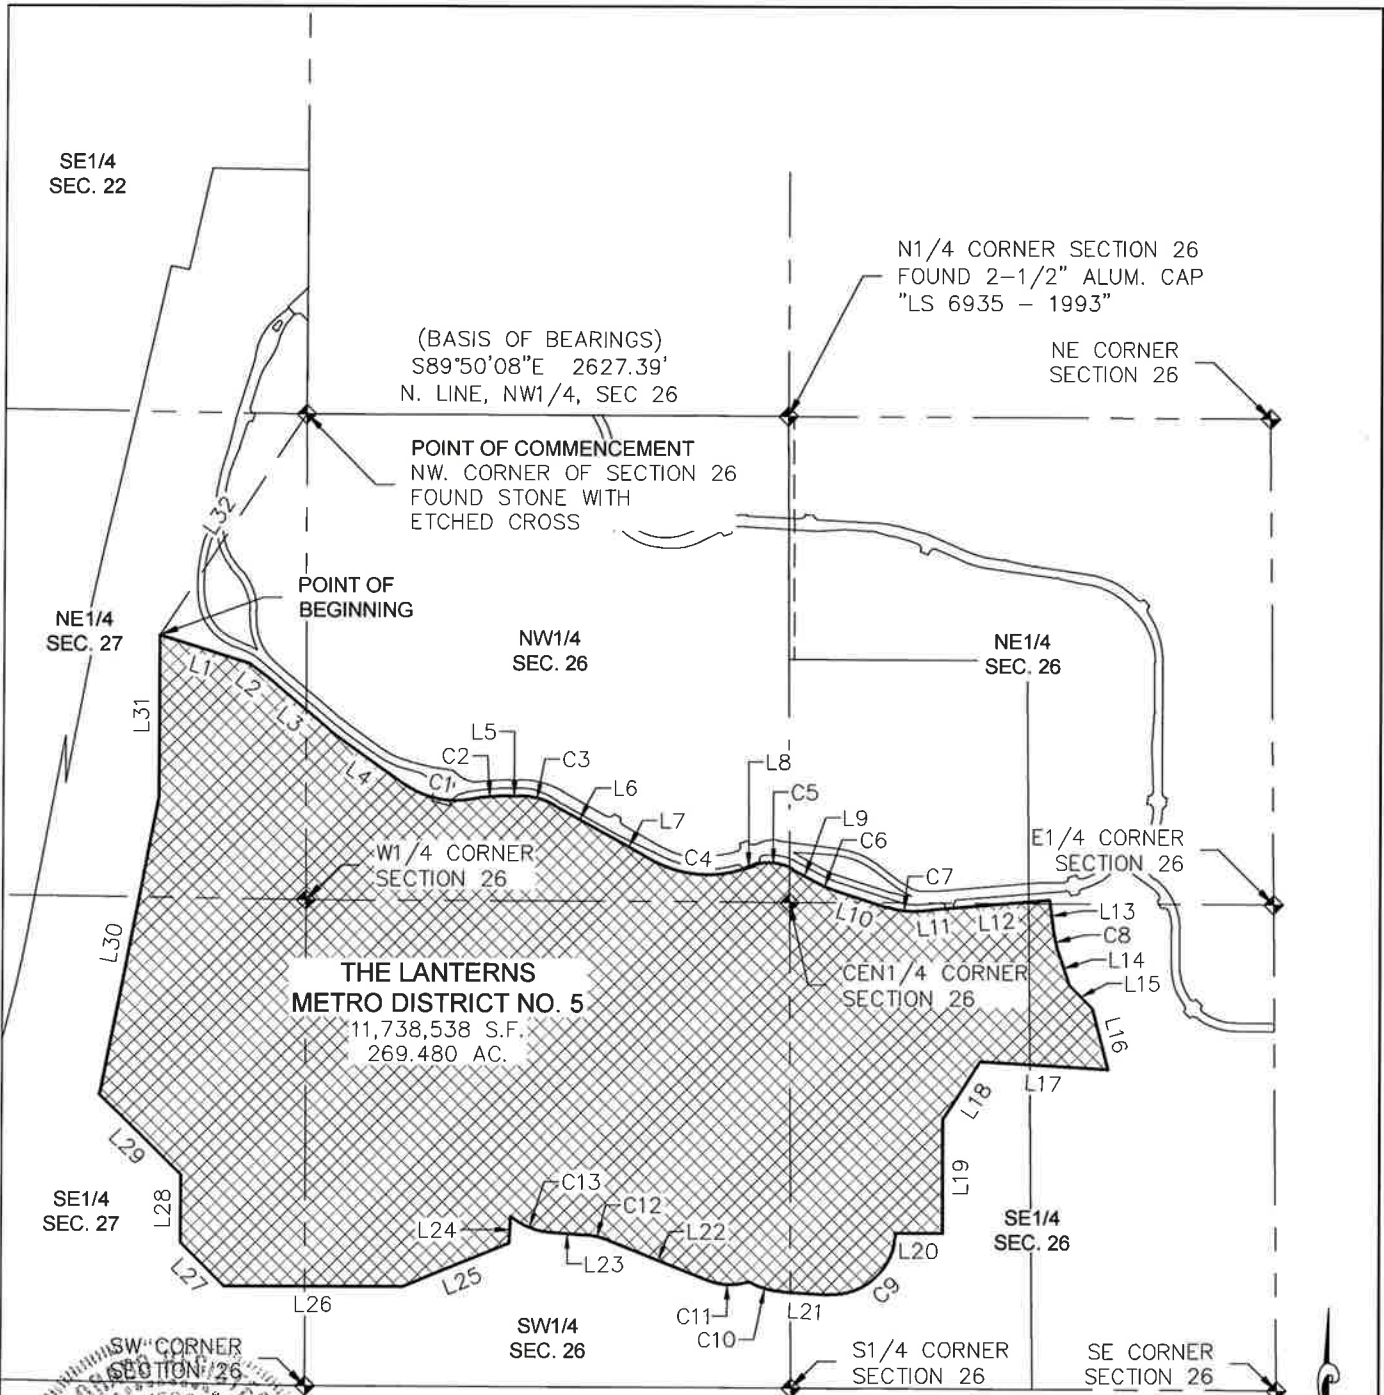 SE1/4
SEC. 22
N1/4 CORNER SECTION 26
FOUND 2-1/2" ALUM. CAP
"LS 6935 - 1993"
(BASIS OF BEARINGS)
S89°50'08"E 2627.39'
N. LINE, NW1/4, SEC 26
NE CORNER
SECTION 26
POINT OF COMMENCEMENT
NW. CORNER OF SECTION 26
FOUND STONE WITH
ETCHED CROSS
L32
POINT OF
BEGINNING
NE1/4
SEC. 27
NW1/4
SEC. 26
NE1/4
SEC. 26
L1
L2
L3
L4
L31
C1
C2
L5
C3
L6
L7
C4
L8
C5
L9
C6
C7
E1/4 CORNER
SECTION 26
W1/4 CORNER
SECTION 26
L10
L11
L12
L13
C8
L14
L15
L16
L30
THE LANTERNS
METRO DISTRICT NO. 5
11,738,538 S.F.
269.480 AC.
CEN1/4 CORNER
SECTION 26
L17
L18
L19
L29
L28
SE1/4
SEC. 27
L27
L26
L25
L24
C13
C12
L22
L23
C11
C10
L21
C9
L20
SE1/4
SEC. 26
SW1/4
SEC. 26
SW CORNER
SECTION 26
S1/4 CORNER
SECTION 26
SE CORNER
SECTION 26